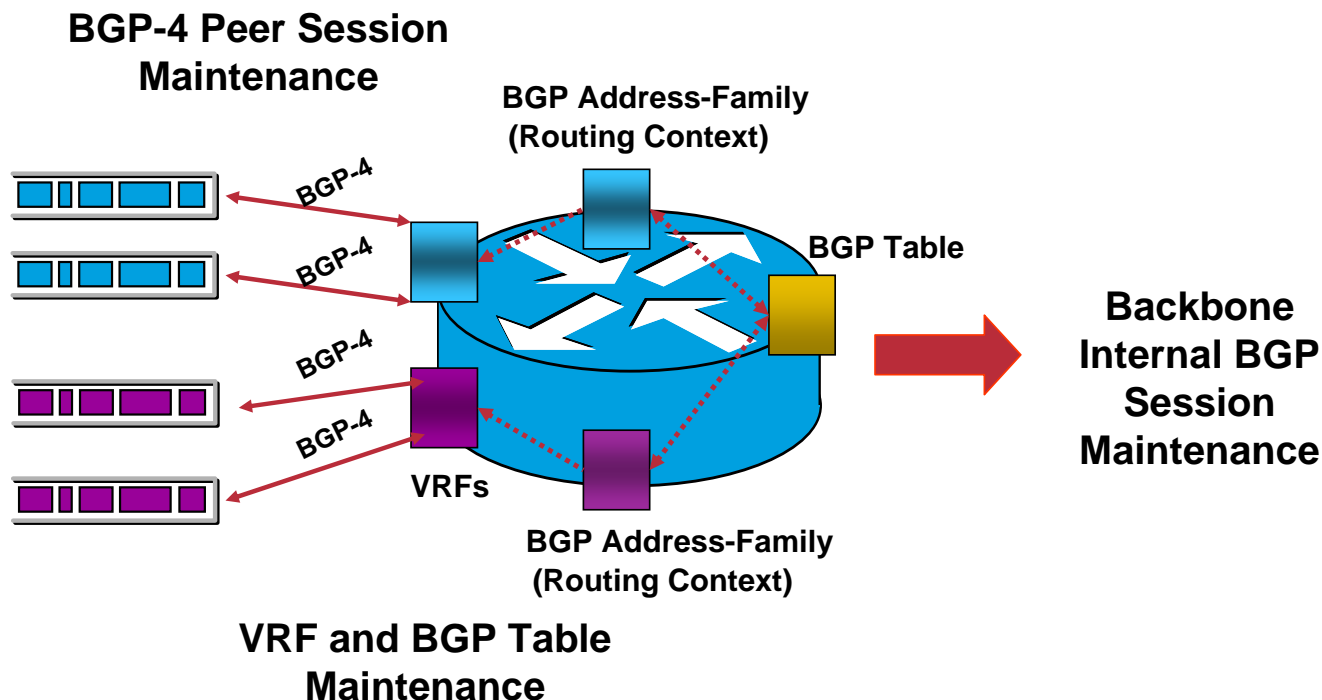 BGP-4 Peer Session
Maintenance
BGP Address-Family
(Routing Context)
BGP-4
BGP-4
BGP Table
BGP-4
BGP-4
VRFs
Backbone
Internal BGP
Session
Maintenance
BGP Address-Family
(Routing Context)
VRF and BGP Table
Maintenance